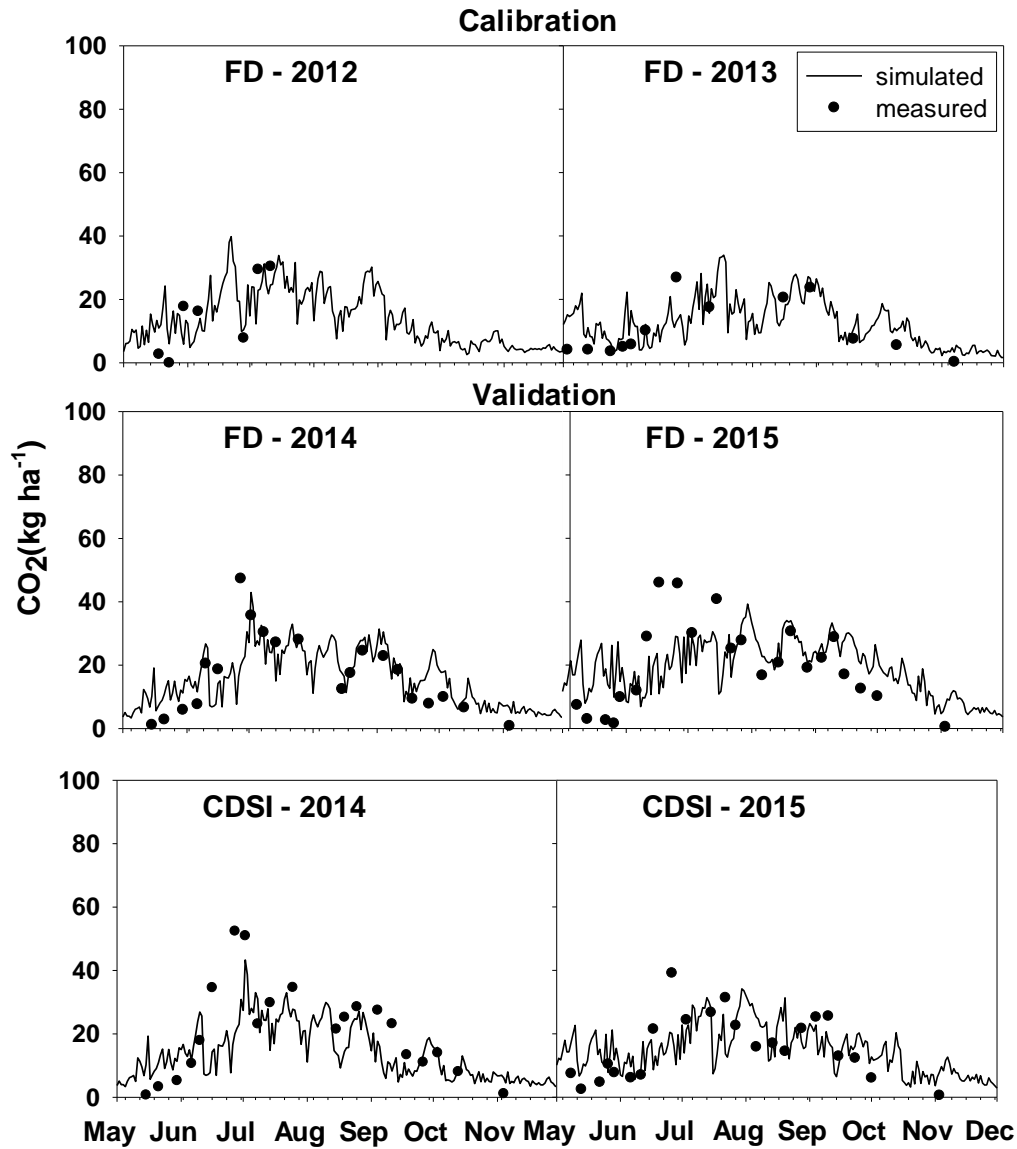 Calibration
100
80
60
40
20
0
FD - 2012
FD - 2013
simulated
measured
Validation
100
80
60
40
20
0
FD - 2014
FD - 2015
CO2(kg ha-1)
100
80
60
40
20
0
CDSI - 2014
CDSI - 2015
May Jun Jul Aug Sep Oct Nov May Jun Jul Aug Sep Oct Nov Dec